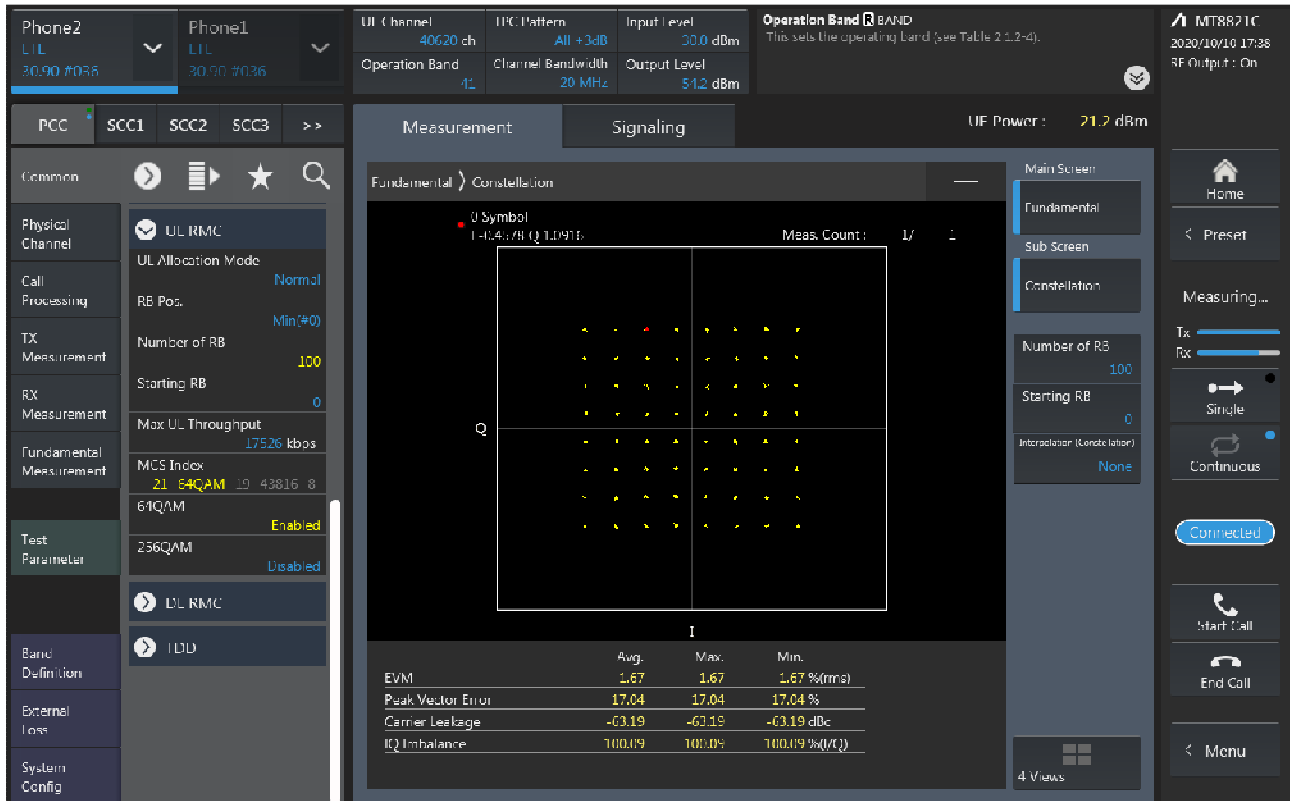 Phone2
LTE
30.90 #038
Phone1
LTE
30.90 #036
UE Channel
40620 ch
TPC Pattern
All +3dB
Input Level
30.0 dBm
Operation Band
41
Channel Bandwidth
20 MHz
Output Level
-54.2 dBm
Operation Band R BAND
This sets the operating band (see Table 2.1.2-4).
MT8821C
2020/10/10 17:38
RF Output : On
PCC
SCC1
SCC2
SCC3
>>
Measurement
Signaling
UE Power : 21.2 dBm
Common
Physical
Channel
Call
Processing
TX
Measurement
RX
Measurement
Fundamental
Measurement
Test
Parameter
Band
Definition
External
Loss
System
Config
UL RMC
UL Allocation Mode
Normal
RB Pos.
Min(#0)
Number of RB
100
Starting RB
0
Max UL Throughput
17526 kbps
MCS Index
21 64QAM 19 43816 8
64QAM
Enabled
256QAM
Disabled
DL RMC
TDD
Fundamental > Constellation
0 Symbol
I -0.4678 Q 1.0916
Meas. Count : 1/ 1
Q
I
Avg. Max. Min.
EVM 1.67 1.67 1.67 %(rms)
Peak Vector Error 17.04 17.04 17.04 %
Carrier Leakage -63.19 -63.19 -63.19 dBc
IQ Imbalance 100.09 100.09 100.09 %(I/Q)
Main Screen
Fundamental
Sub Screen
Constellation
Number of RB
100
Starting RB
0
Interpolation (Constellation)
None
4 Views
Home
< Preset
Measuring...
Tx
Rx
Single
Continuous
Connected
Start Call
End Call
< Menu